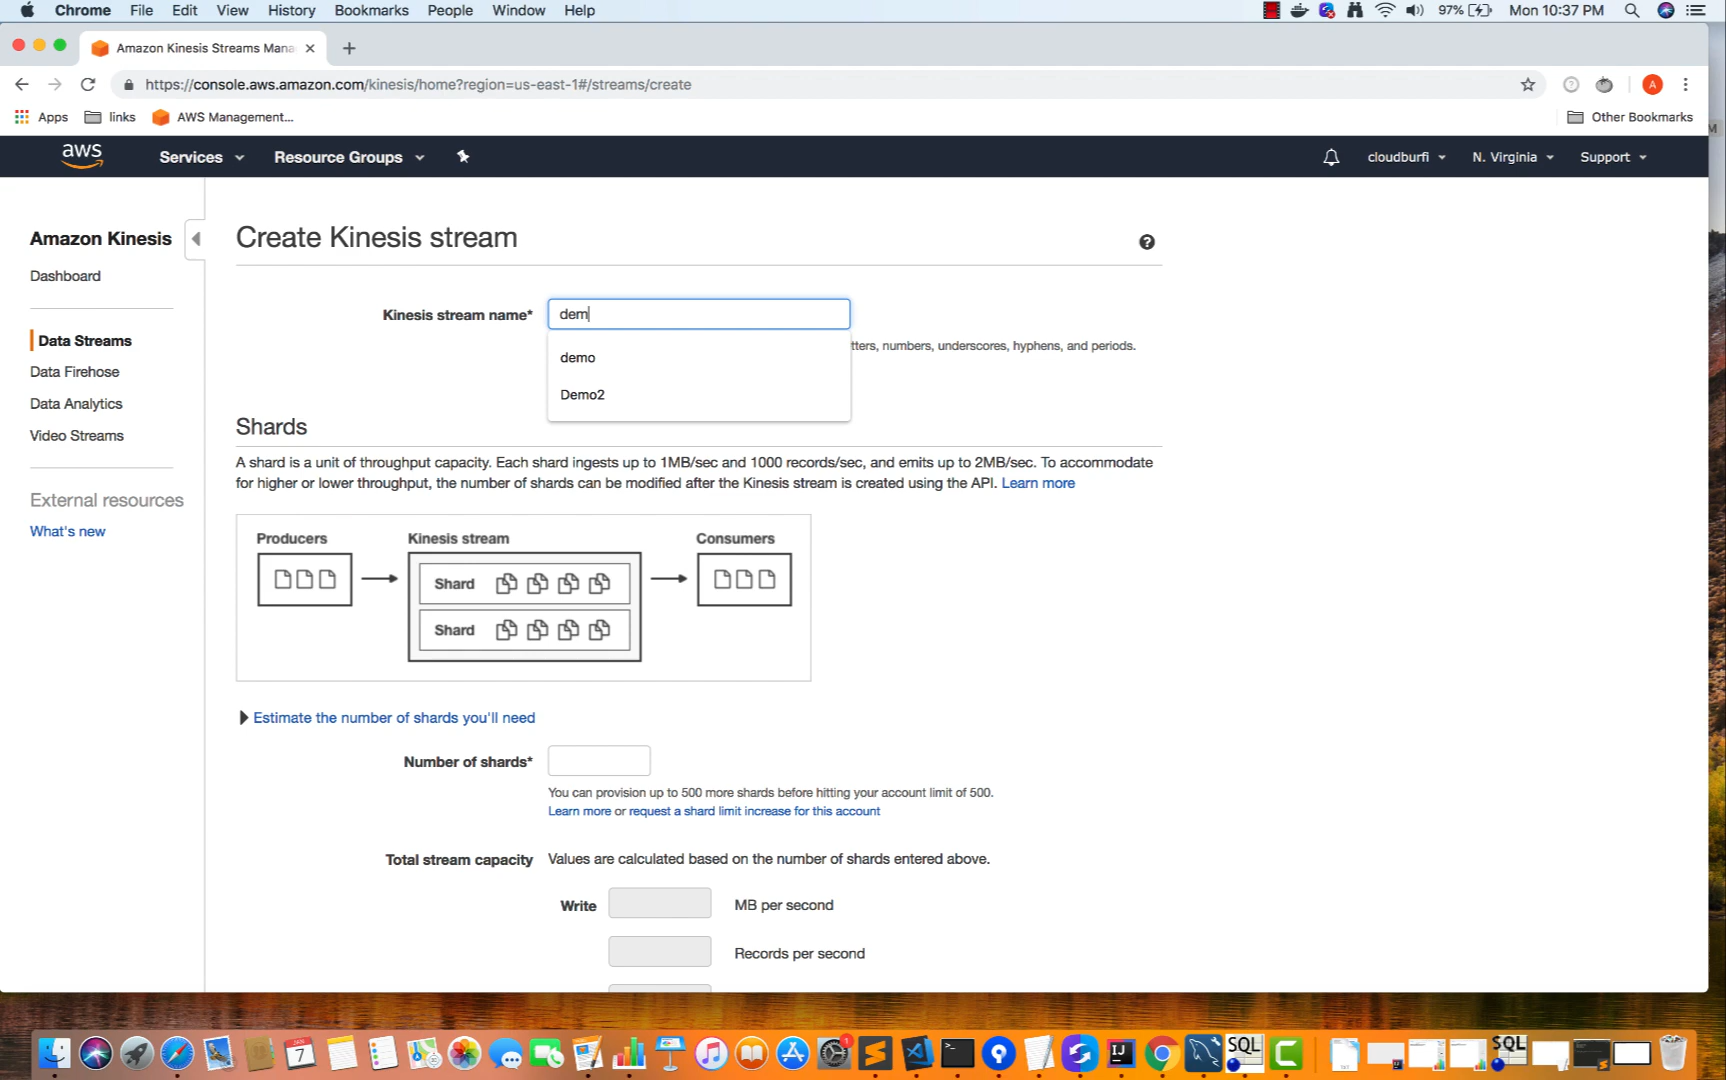 Chrome File Edit View History Bookmarks People Window Help 97% Mon 10:37 PM
Amazon Kinesis Streams Mana
https://console.aws.amazon.com/kinesis/home?region=us-east-1#/streams/create A
Apps links AWS Management... Other Bookmarks
aws Services Resource Groups cloudburfi N. Virginia Support
Amazon Kinesis
Dashboard
Data Streams
Data Firehose
Data Analytics
Video Streams
External resources
What's new
Create Kinesis stream
Kinesis stream name* dem
tters, numbers, underscores, hyphens, and periods.
demo
Demo2
Shards
A shard is a unit of throughput capacity. Each shard ingests up to 1MB/sec and 1000 records/sec, and emits up to 2MB/sec. To accommodate
for higher or lower throughput, the number of shards can be modified after the Kinesis stream is created using the API. Learn more
Producers Kinesis stream Consumers
Shard
Shard
Estimate the number of shards you'll need
Number of shards*
You can provision up to 500 more shards before hitting your account limit of 500.
Learn more or request a shard limit increase for this account
Total stream capacity Values are calculated based on the number of shards entered above.
Write MB per second
Records per second
JAN
7
1
IJ
SQL
SQL